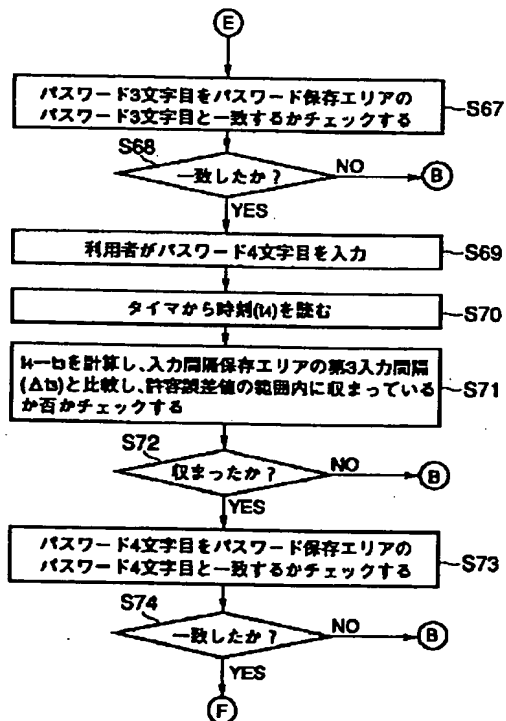 E
パスワード3文字目をパスワード保存エリアの
パスワード3文字目と一致するかチェックする
S67
S68
一致したか?
NO
B
YES
利用者がパスワード4文字目を入力
S69
タイマから時刻(t4)を読む
S70
t4ーt3を計算し、入力間隔保存エリアの第3入力間隔
(Δt3)と比較し、許容誤差値の範囲内に収まっている
か否かチェックする
S71
S72
収まったか?
NO
B
YES
パスワード4文字目をパスワード保存エリアの
パスワード4文字目と一致するかチェックする
S73
S74
一致したか?
NO
B
YES
F